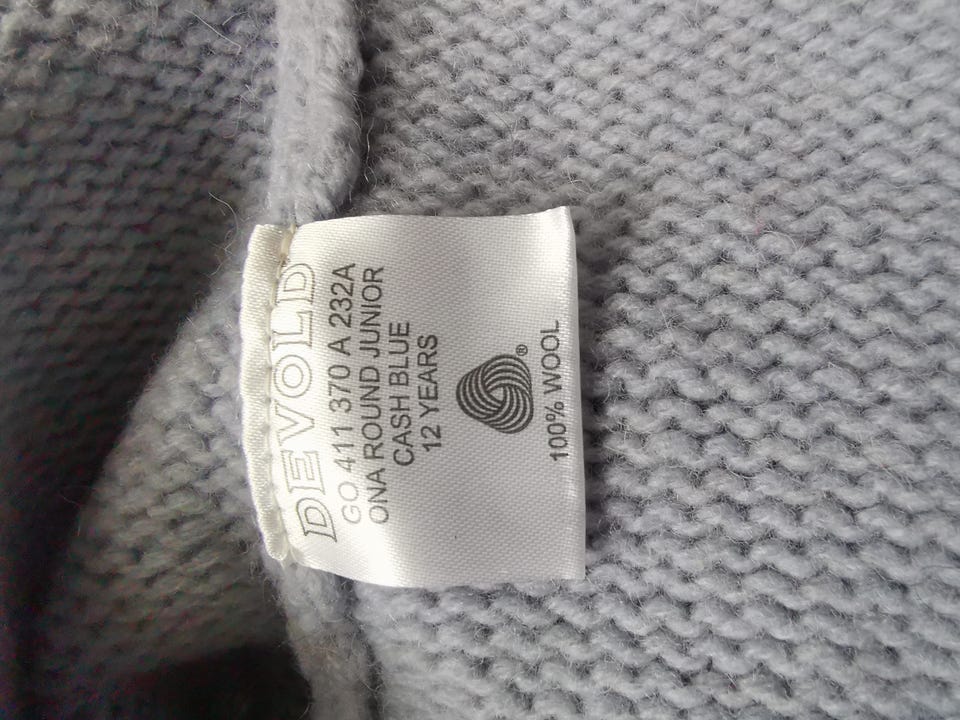 DEVOLD
GO 411 370 A 232A
ONA ROUND JUNIOR
CASH BLUE
12 YEARS
®
100% WOOL